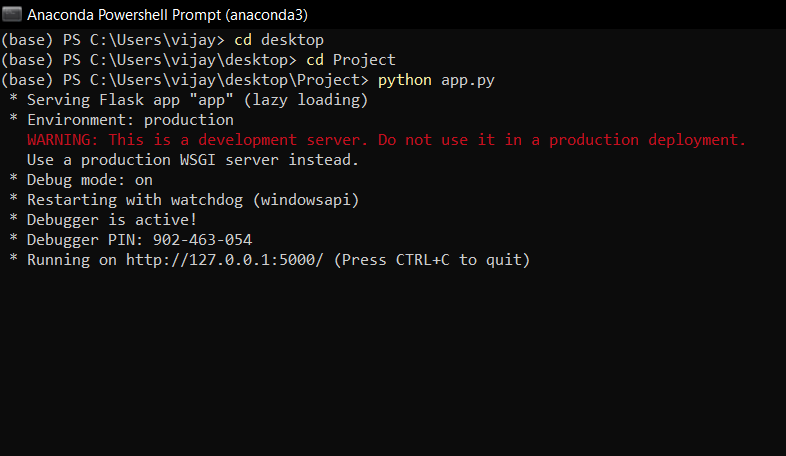 Anaconda Powershell Prompt (anaconda3)
(base) PS C:\Users\vijay> cd desktop
(base) PS C:\Users\vijay\desktop> cd Project
(base) PS C:\Users\vijay\desktop\Project> python app.py
 * Serving Flask app "app" (lazy loading)
 * Environment: production
   WARNING: This is a development server. Do not use it in a production deployment.
   Use a production WSGI server instead.
 * Debug mode: on
 * Restarting with watchdog (windowsapi)
 * Debugger is active!
 * Debugger PIN: 902-463-054
 * Running on http://127.0.0.1:5000/ (Press CTRL+C to quit)